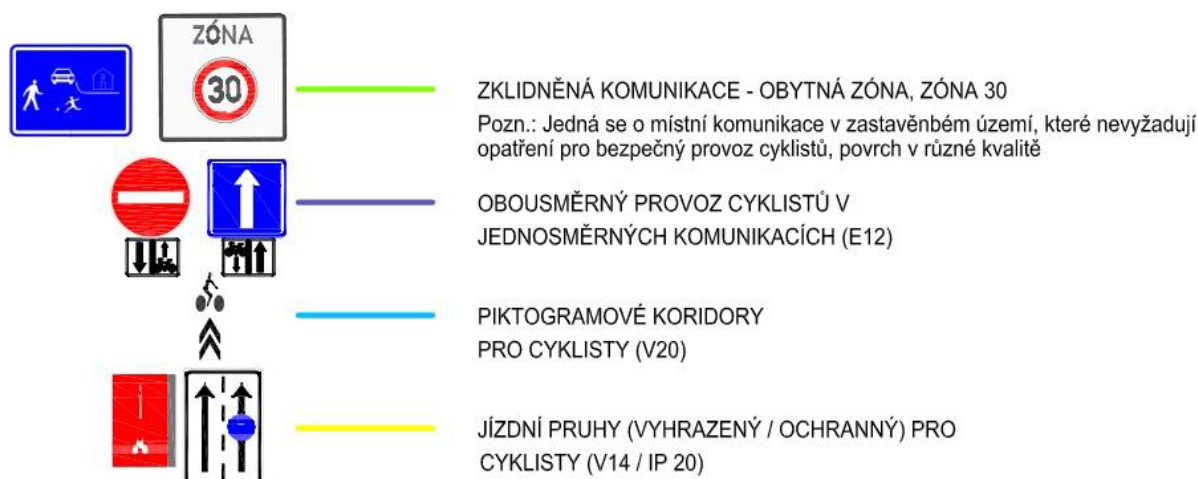 ZÓNA
30
ZKLIDNĚNÁ KOMUNIKACE - OBYTNÁ ZÓNA, ZÓNA 30
Pozn.: Jedná se o místní komunikace v zastavěnbém území, které nevyžadují
opatření pro bezpečný provoz cyklistů, povrch v různé kvalitě
OBOUSMĚRNÝ PROVOZ CYKLISTŮ V
JEDNOSMĚRNÝCH KOMUNIKACÍCH (E12)
PIKTOGRAMOVÉ KORIDORY
PRO CYKLISTY (V20)
JÍZDNÍ PRUHY (VYHRAZENÝ / OCHRANNÝ) PRO
CYKLISTY (V14 / IP 20)